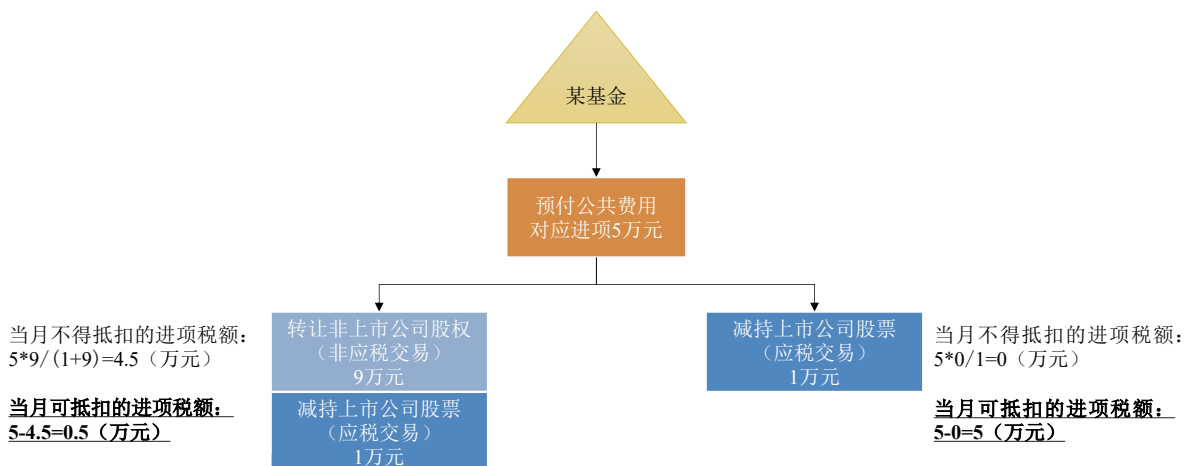 某基金
预付公共费用
对应进项5万元
当月不得抵扣的进项税额：
5*9/(1+9)=4.5（万元）
当月可抵扣的进项税额：
5-4.5=0.5（万元）
转让非上市公司股权
（非应税交易）
9万元
减持上市公司股票
（应税交易）
1万元
减持上市公司股票
（应税交易）
1万元
当月不得抵扣的进项税额：
5*0/1=0（万元）
当月可抵扣的进项税额：
5-0=5（万元）